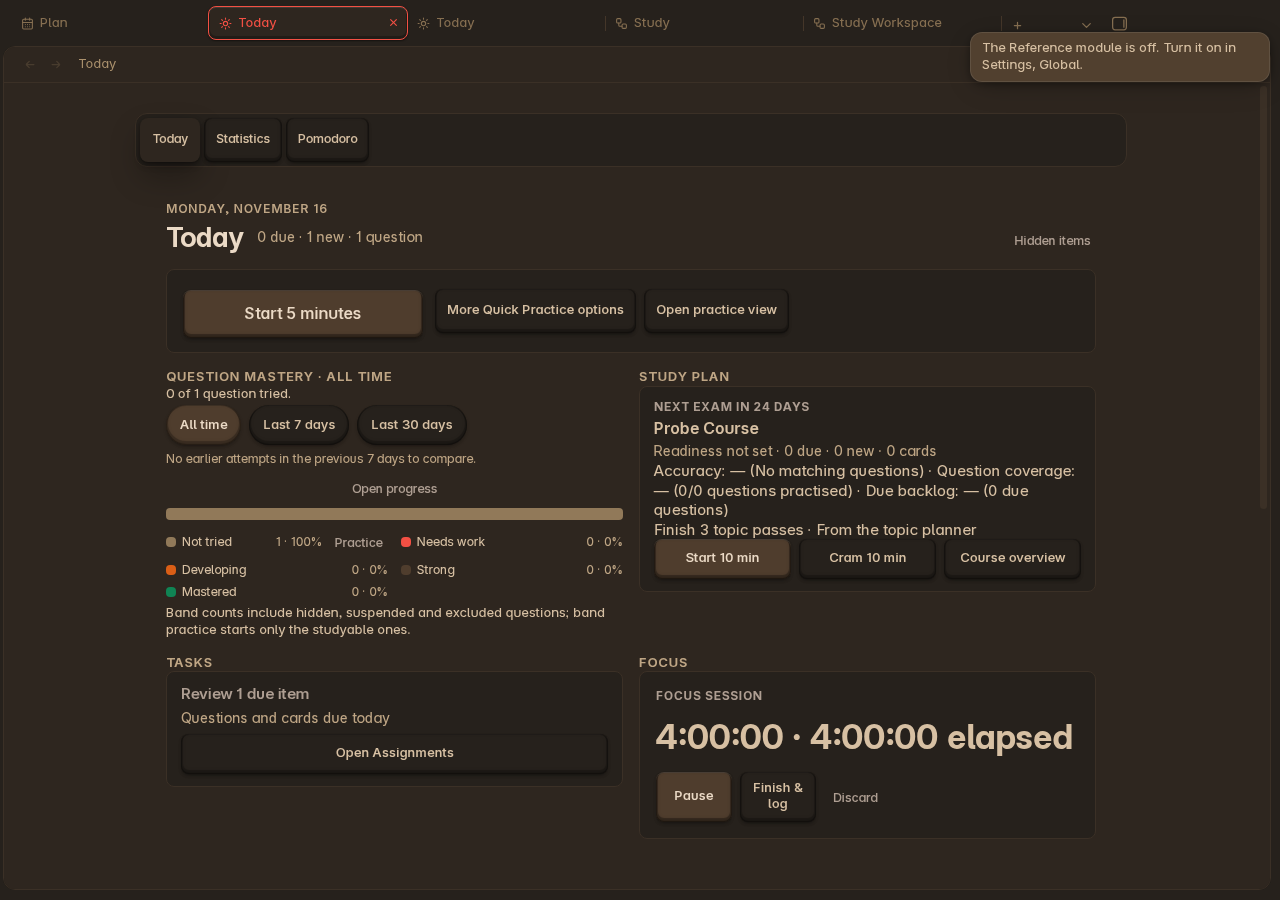 Plan
Today
Today
Study
Study Workspace
The Reference module is off. Turn it on in
Settings, Global.
Today
Today
Statistics
Pomodoro
MONDAY, NOVEMBER 16
Today
0 due · 1 new · 1 question
Hidden items
Start 5 minutes
More Quick Practice options
Open practice view
QUESTION MASTERY · ALL TIME
0 of 1 question tried.
All time
Last 7 days
Last 30 days
No earlier attempts in the previous 7 days to compare.
Open progress
Not tried 1 · 100% Practice
Needs work 0 · 0%
Developing 0 · 0%
Strong 0 · 0%
Mastered 0 · 0%
Band counts include hidden, suspended and excluded questions; band
practice starts only the studyable ones.
STUDY PLAN
NEXT EXAM IN 24 DAYS
Probe Course
Readiness not set · 0 due · 0 new · 0 cards
Accuracy: — (No matching questions) · Question coverage:
— (0/0 questions practised) · Due backlog: — (0 due
questions)
Finish 3 topic passes · From the topic planner
Start 10 min
Cram 10 min
Course overview
TASKS
Review 1 due item
Questions and cards due today
Open Assignments
FOCUS
FOCUS SESSION
4:00:00 · 4:00:00 elapsed
Pause
Finish &
log
Discard